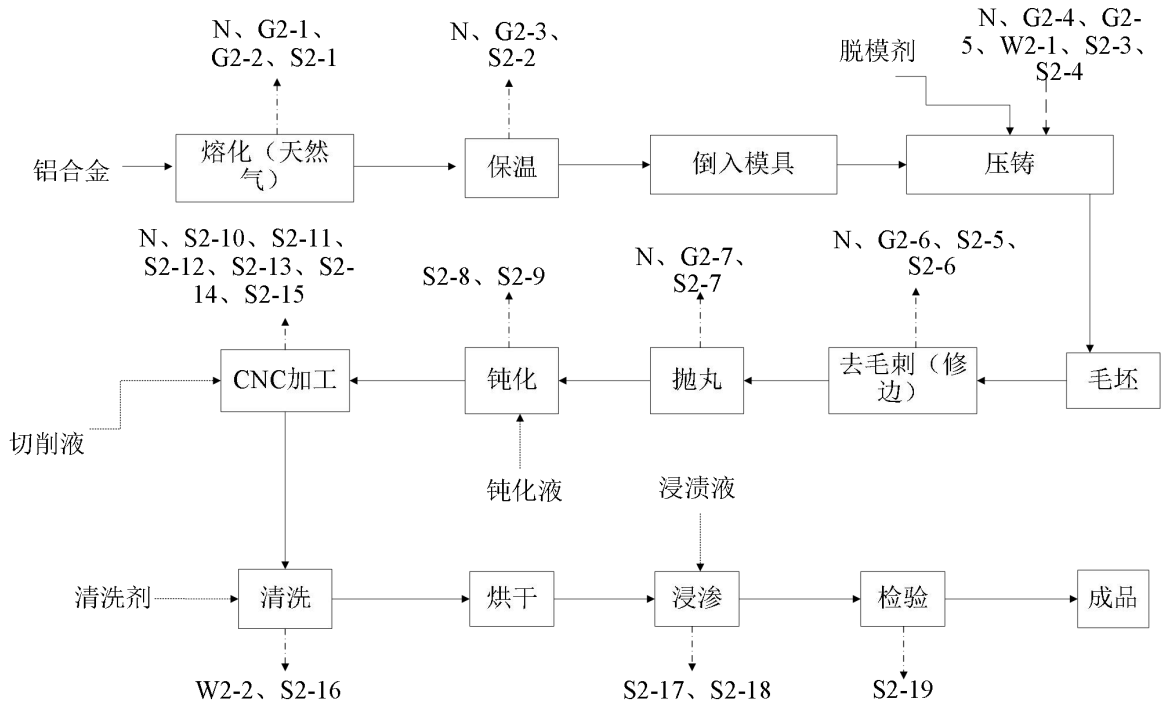 N、G2-1、
G2-2、S2-1
N、G2-3、
S2-2
脱模剂
N、G2-4、G2-
5、W2-1、S2-3、
S2-4
铝合金
熔化（天然
气）
保温
倒入模具
压铸
N、S2-10、S2-11、
S2-12、S2-13、S2-
14、S2-15
S2-8、S2-9
N、G2-7、
S2-7
N、G2-6、S2-5、
S2-6
CNC加工
钝化
抛丸
去毛刺（修
边）
毛坯
切削液
钝化液
浸渍液
清洗剂
清洗
烘干
浸渗
检验
成品
W2-2、S2-16
S2-17、S2-18
S2-19